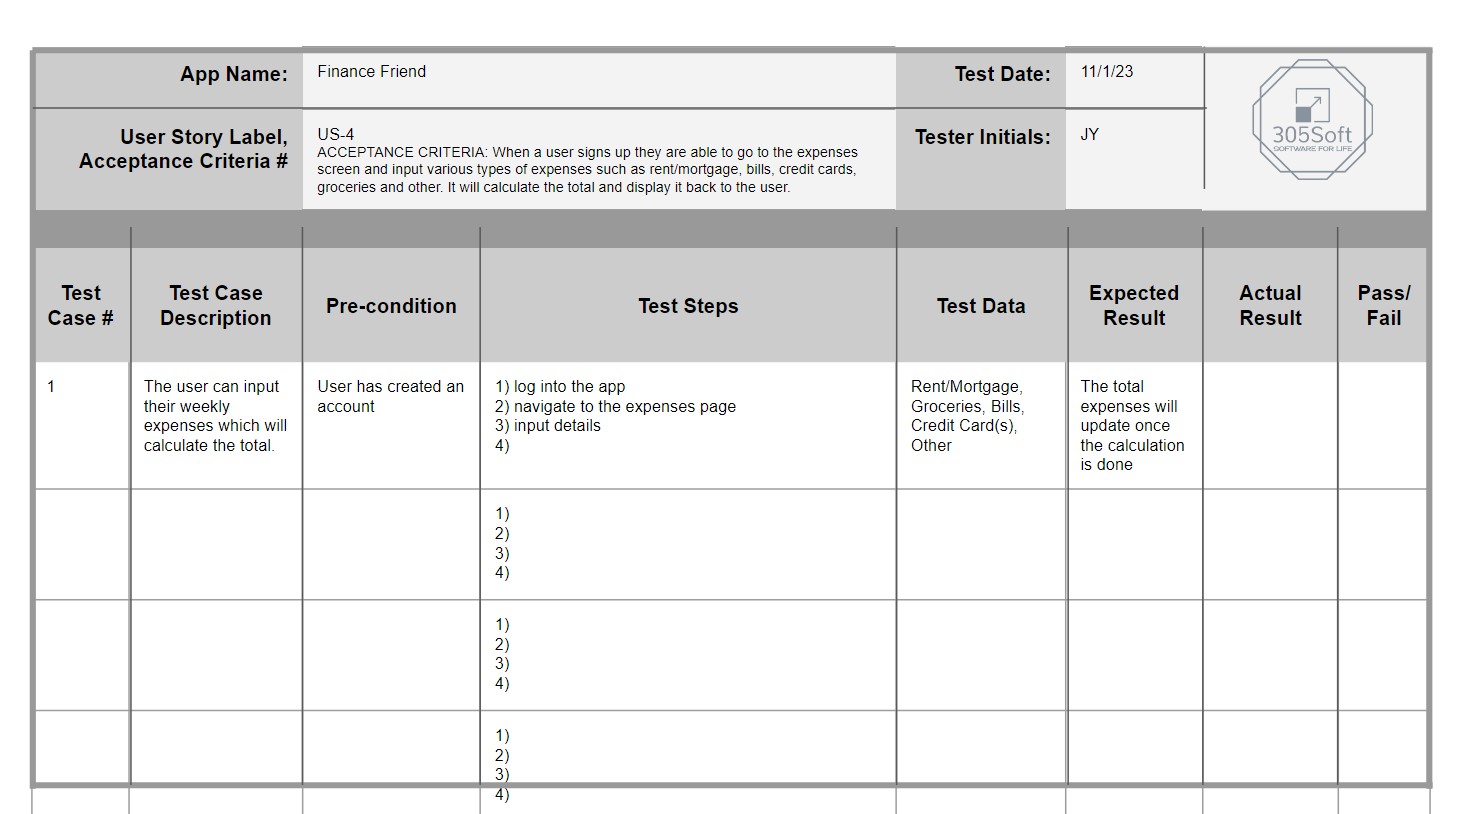 App Name:
Finance Friend
Test Date:
11/1/23
305Soft
SOFTWARE FOR LIFE
User Story Label,
Acceptance Criteria #
US-4
ACCEPTANCE CRITERIA: When a user signs up they are able to go to the expenses
screen and input various types of expenses such as rent/mortgage, bills, credit cards,
groceries and other. It will calculate the total and display it back to the user.
Tester Initials:
JY
Test
Case #
Test Case
Description
Pre-condition
Test Steps
Test Data
Expected
Result
Actual
Result
Pass/
Fail
1
The user can input
their weekly
expenses which will
calculate the total.
User has created an
account
1) log into the app
2) navigate to the expenses page
3) input details
4)
Rent/Mortgage,
Groceries, Bills,
Credit Card(s),
Other
The total
expenses will
update once
the calculation
is done
1)
2)
3)
4)
1)
2)
3)
4)
1)
2)
3)
4)